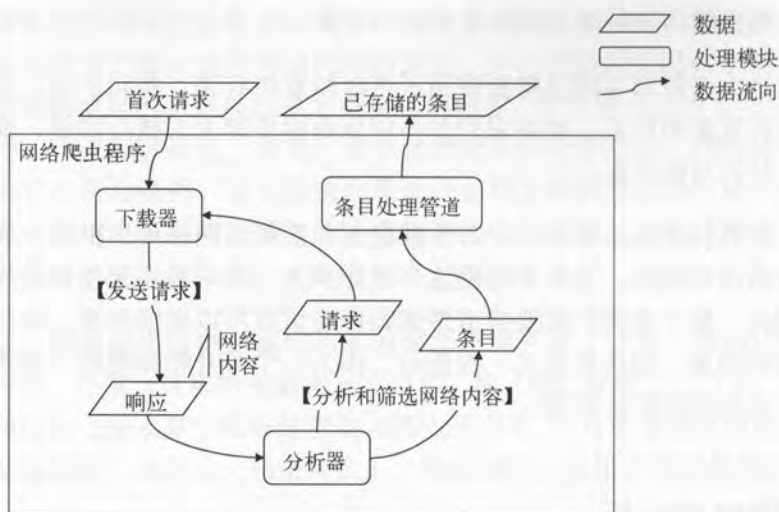 数据
处理模块
数据流向
首次请求
已存储的条目
网络爬虫程序
下载器
条目处理管道
【发送请求】
网络
内容
请求
条目
响应
【分析和筛选网络内容】
分析器